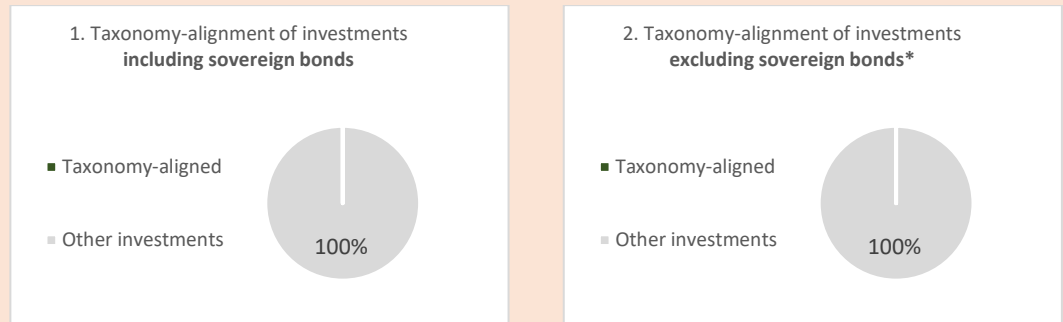 1. Taxonomy-alignment of investments
including sovereign bonds
Taxonomy-aligned
Other investments
100%
2. Taxonomy-alignment of investments
excluding sovereign bonds*
Taxonomy-aligned
Other investments
100%